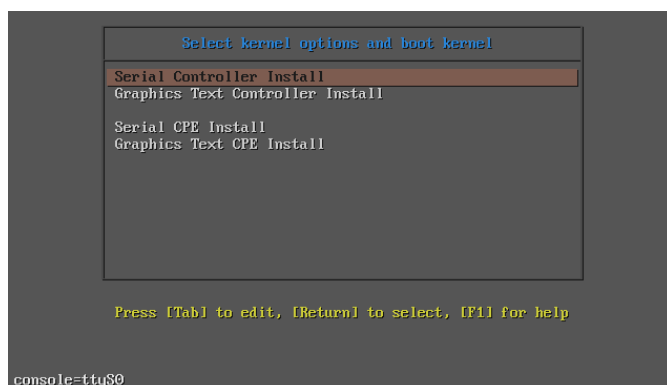 Select kernel options and boot kernel
Serial Controller Install
Graphics Text Controller Install
Serial CPE Install
Graphics Text CPE Install
Press [Tab] to edit, [Return] to select, [F1] for help
console=ttyS0